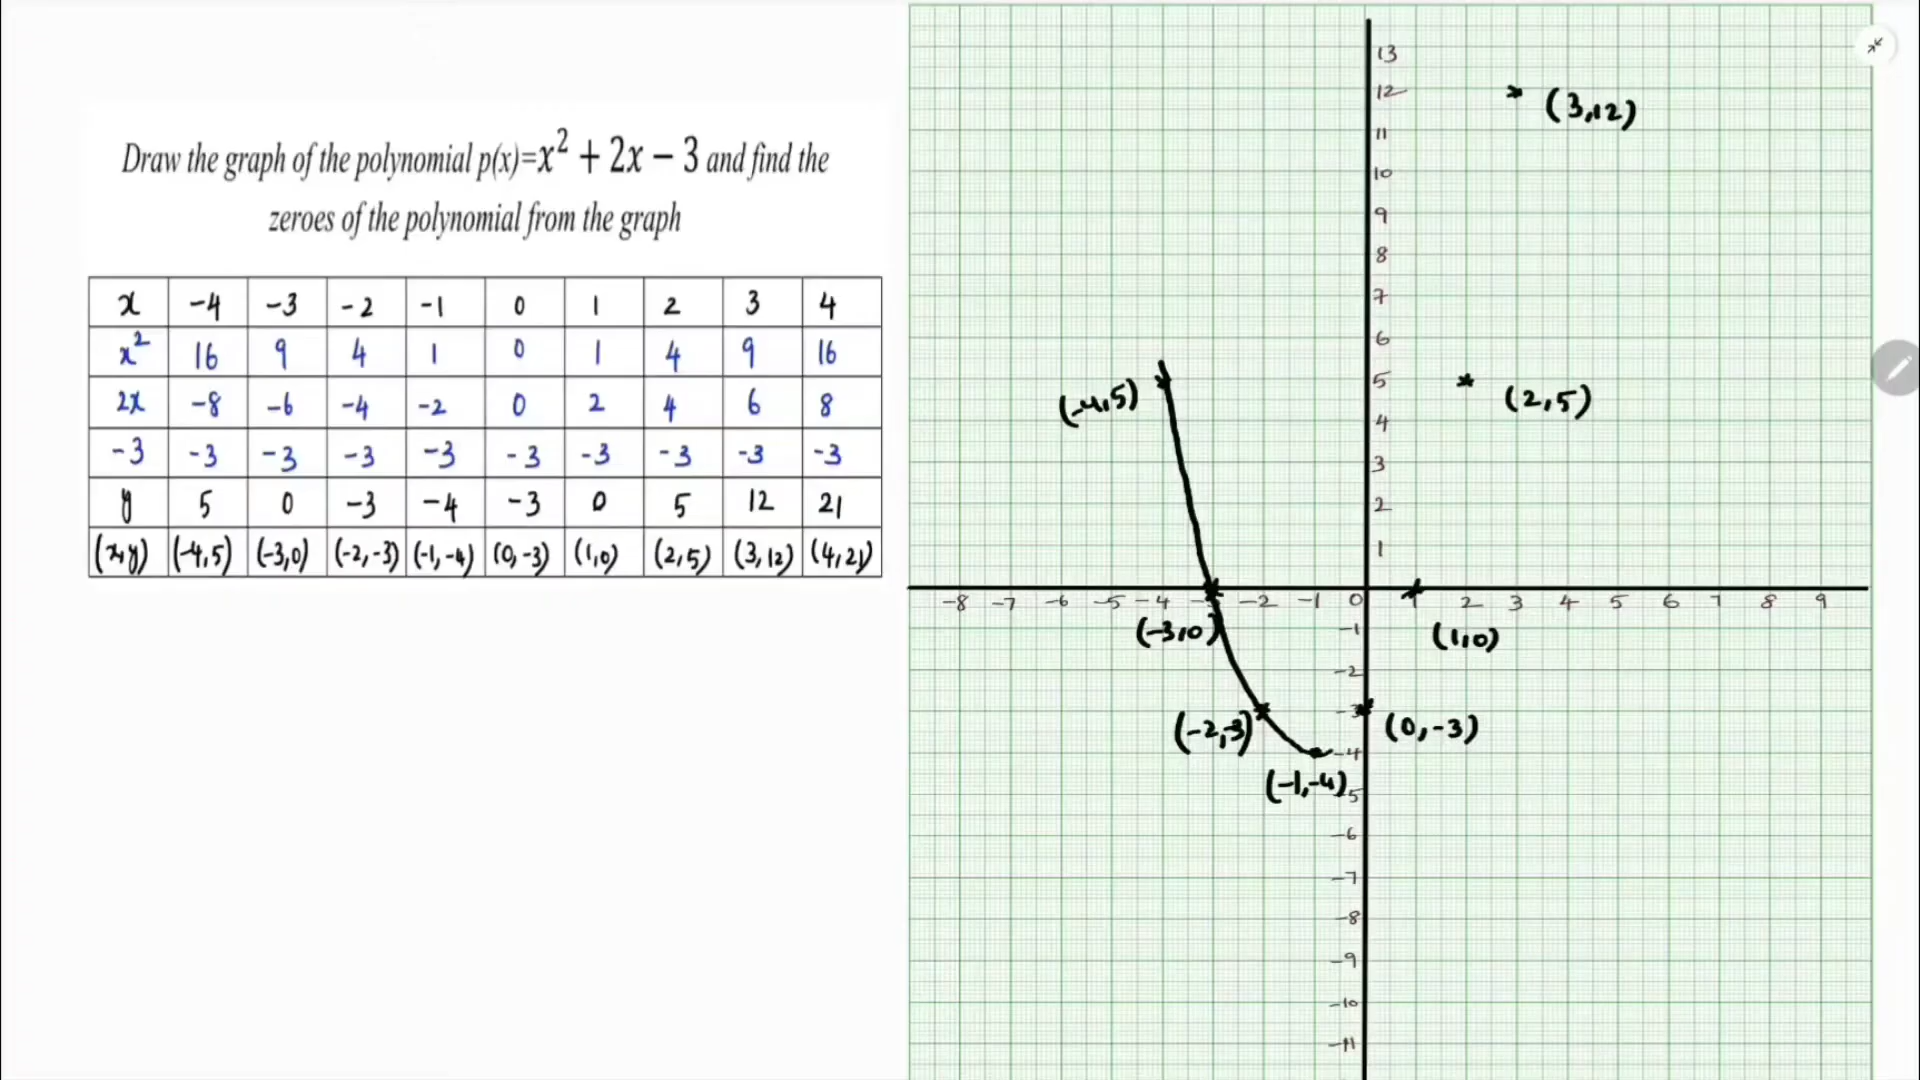 Draw the graph of the polynomial p(x)=x² + 2x − 3 and find the
zeroes of the polynomial from the graph
x -4 -3 -2 -1 0 1 2 3 4
x² 16 9 4 1 0 1 4 9 16
2x -8 -6 -4 -2 0 2 4 6 8
-3 -3 -3 -3 -3 -3 -3 -3 -3 -3
y 5 0 -3 -4 -3 0 5 12 21
(x,y) (-4,5) (-3,0) (-2,-3) (-1,-4) (0,-3) (1,0) (2,5) (3,12) (4,21)
13
12 (3,12)
11
10
9
8
7
6
5
(-4,5) (2,5)
4
3
2
1
-8 -7 -6 -5 -4 -2 -1 0 1 2 3 4 5 6 7 8 9
(-3,0) -1 (1,0)
-2
-3
(-2,-3) (0,-3)
-4
(-1,-4) 5
-6
-7
-8
-9
-10
-11